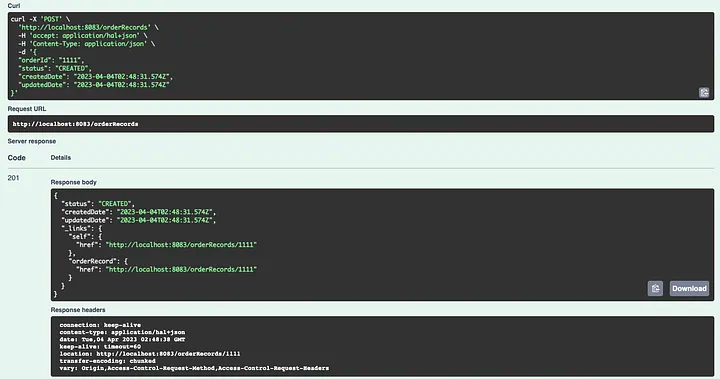 Curl
curl -X 'POST' \
  'http://localhost:8083/orderRecords' \
  -H 'accept: application/hal+json' \
  -H 'Content-Type: application/json' \
  -d '{
  "orderId": "1111",
  "status": "CREATED",
  "createdDate": "2023-04-04T02:48:31.574Z",
  "updatedDate": "2023-04-04T02:48:31.574Z"
}'
Request URL
http://localhost:8083/orderRecords
Server response
Code Details
201
Response body
{
  "status": "CREATED",
  "createdDate": "2023-04-04T02:48:31.574Z",
  "updatedDate": "2023-04-04T02:48:31.574Z",
  "_links": {
    "self": {
      "href": "http://localhost:8083/orderRecords/1111"
    },
    "orderRecord": {
      "href": "http://localhost:8083/orderRecords/1111"
    }
  }
}
Download
Response headers
connection: keep-alive
content-type: application/hal+json
date: Tue,04 Apr 2023 02:48:38 GMT
keep-alive: timeout=60
location: http://localhost:8083/orderRecords/1111
transfer-encoding: chunked
vary: Origin,Access-Control-Request-Method,Access-Control-Request-Headers